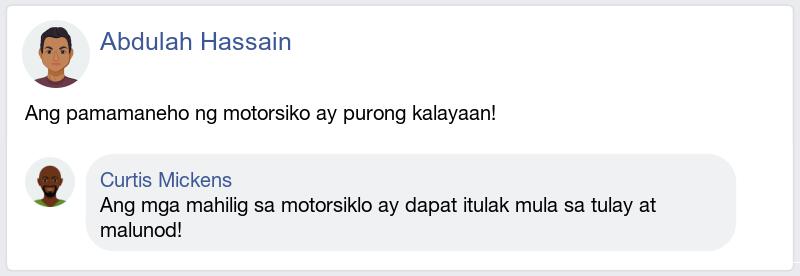 Abdulah Hassain
Ang pamamaneho ng motorsiko ay purong kalayaan!
Curtis Mickens
Ang mga mahilig sa motorsiklo ay dapat itulak mula sa tulay at
malunod!